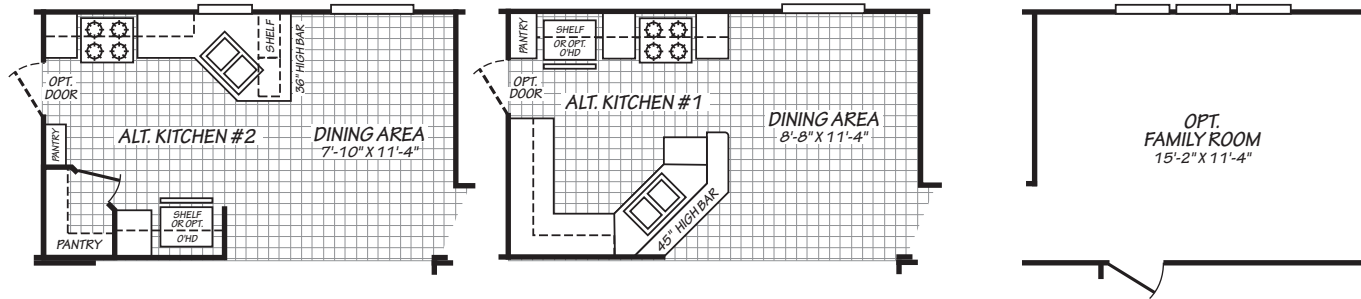 SHELF
36" HIGH BAR
OPT.
DOOR
ALT. KITCHEN #2
DINING AREA
7'-10" X 11'-4"
PANTRY
PANTRY
SHELF
OR OPT.
O'HD
PANTRY
SHELF
OR OPT.
O'HD
OPT.
DOOR
ALT. KITCHEN #1
DINING AREA
8'-8" X 11'-4"
45" HIGH BAR
OPT.
FAMILY ROOM
15'-2" X 11'-4"